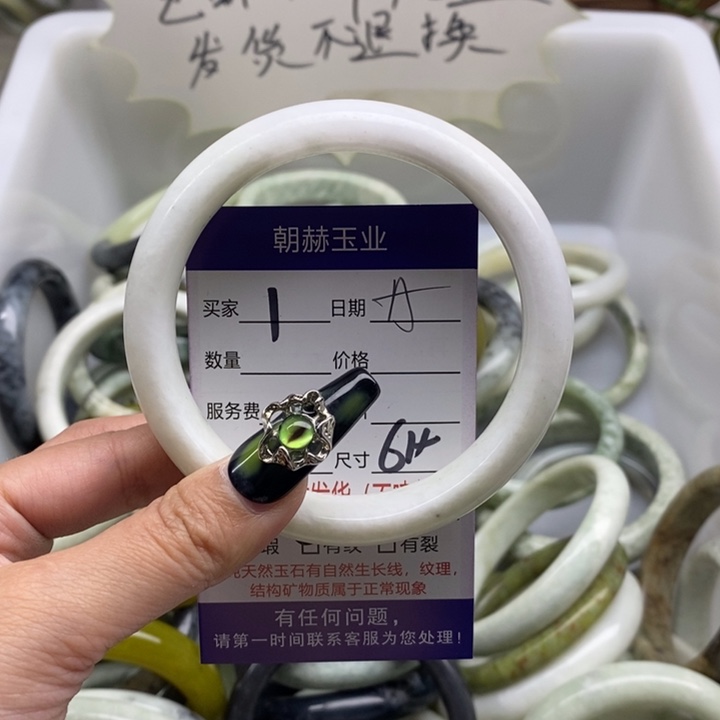 发货不退换
朝赫玉业
买家 1 日期
数量 价格
服务费
尺寸 61
有纹 有裂
天然玉石有自然生长线，纹理，
结构矿物质属于正常现象
有任何问题，
请第一时间联系客服为您处理！